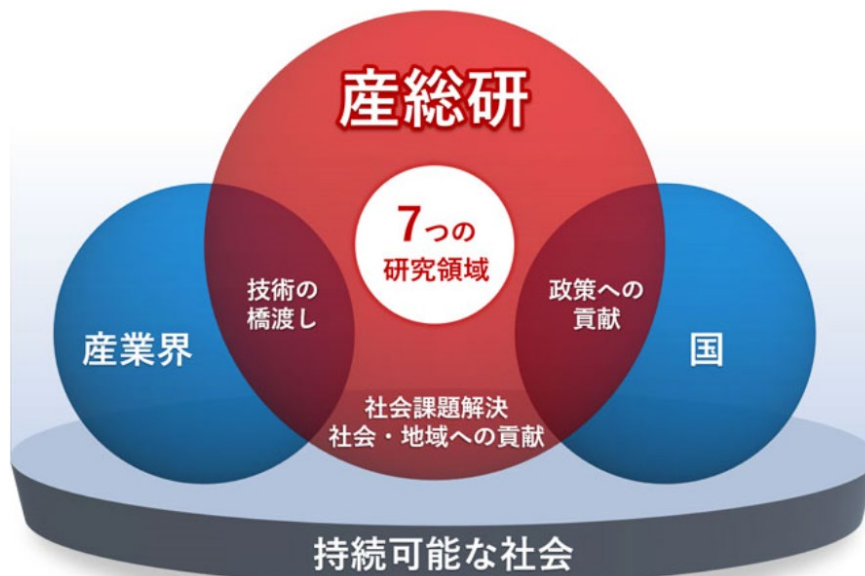 産総研
7つの
研究領域
技術の
橋渡し
政策への
貢献
産業界
国
社会課題解決
社会・地域への貢献
持続可能な社会